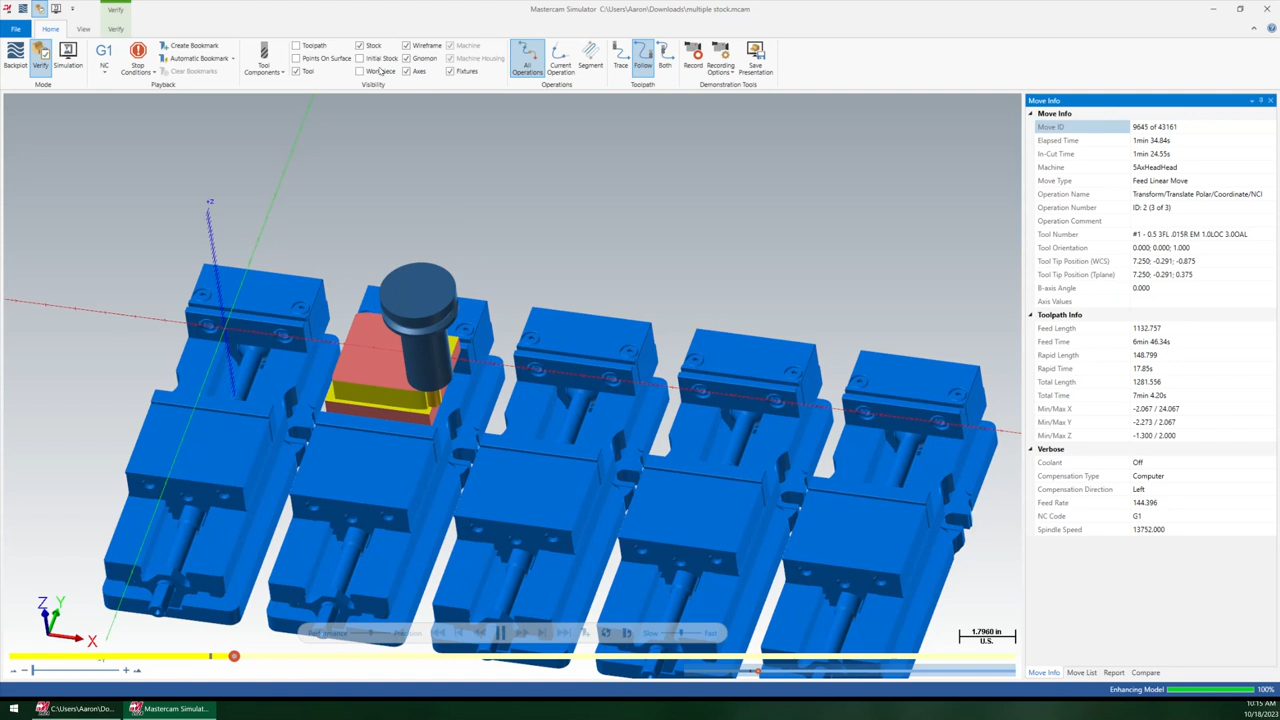 Verify
Mastercam Simulator  C:\Users\Aaron\Downloads\multiple stock.mcam
File
Home
View
Verify
Backplot
Verify
Simulation
Mode
G1
NC
Stop Conditions
Create Bookmark
Automatic Bookmark
Clear Bookmarks
Playback
Tool Components
Toolpath
Points On Surface
Tool
Stock
Initial Stock
Workpiece
Wireframe
Gnomon
Axes
Machine
Machine Housing
Fixtures
Visibility
All Operations
Current Operation
Segment
Operations
Trace
Follow
Both
Toolpath
Record
Recording Options
Save Presentation
Demonstration Tools
+Z
Z
Y
X
Performance
Precision
Slow
Fast
1.7960 in
U.S.
Move Info
Move Info
Move ID 9645 of 43161
Elapsed Time 1min 34.84s
In-Cut Time 1min 24.55s
Machine 5AxHeadHead
Move Type Feed Linear Move
Operation Name Transform/Translate Polar/Coordinate/NCI
Operation Number ID: 2 (3 of 3)
Operation Comment
Tool Number #1 - 0.5 3FL .015R EM 1.0LOC 3.0OAL
Tool Orientation 0.000; 0.000; 1.000
Tool Tip Position (WCS) 7.250; -0.291; -0.875
Tool Tip Position (Tplane) 7.250; -0.291; 0.375
B-axis Angle 0.000
Axis Values
Toolpath Info
Feed Length 1132.757
Feed Time 6min 46.34s
Rapid Length 148.799
Rapid Time 17.85s
Total Length 1281.556
Total Time 7min 4.20s
Min/Max X -2.067 / 24.067
Min/Max Y -2.273 / 2.067
Min/Max Z -1.300 / 2.000
Verbose
Coolant Off
Compensation Type Computer
Compensation Direction Left
Feed Rate 144.396
NC Code G1
Spindle Speed 13752.000
Move Info
Move List
Report
Compare
Enhancing Model
100%
C:\Users\Aaron\Do...
Mastercam Simulat...
10:15 AM
10/18/2023